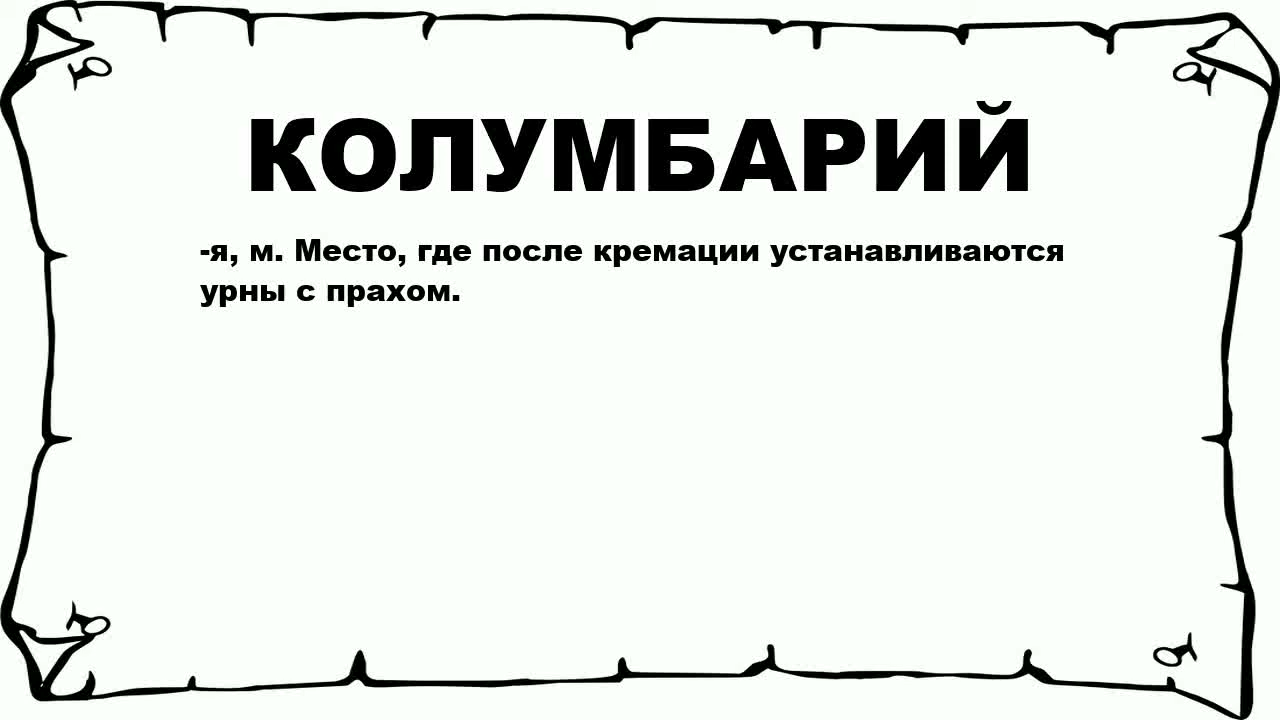 КОЛУМБАРИЙ
-я, м. Место, где после кремации устанавливаются
урны с прахом.